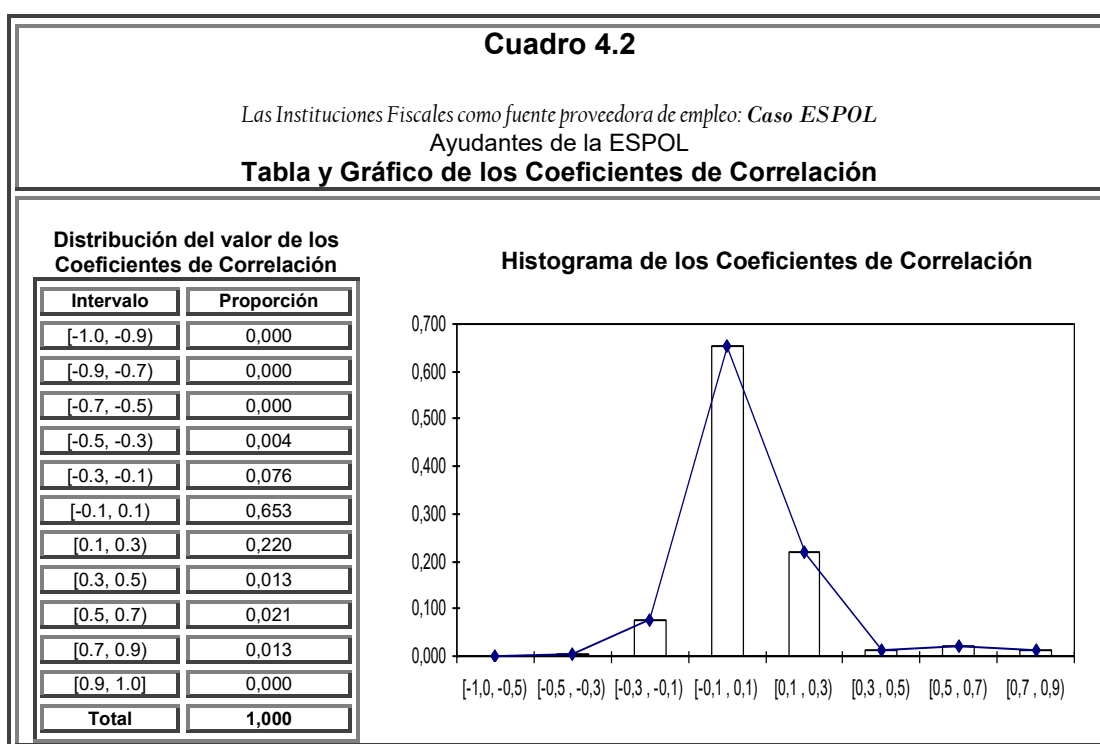 Cuadro 4.2
Las Instituciones Fiscales como fuente proveedora de empleo: Caso ESPOL
Ayudantes de la ESPOL
Tabla y Gráfico de los Coeficientes de Correlación
Distribución del valor de los
Coeficientes de Correlación
Intervalo Proporción
[-1.0, -0.9) 0,000
[-0.9, -0.7) 0,000
[-0.7, -0.5) 0,000
[-0.5, -0.3) 0,004
[-0.3, -0.1) 0,076
[-0.1, 0.1) 0,653
[0.1, 0.3) 0,220
[0.3, 0.5) 0,013
[0.5, 0.7) 0,021
[0.7, 0.9) 0,013
[0.9, 1.0] 0,000
Total 1,000
Histograma de los Coeficientes de Correlación
0,700
0,600
0,500
0,400
0,300
0,200
0,100
0,000
[-1,0, -0,5) [-0,5 , -0,3) [-0,3 , -0,1) [-0,1 , 0,1) [0,1 , 0,3) [0,3 , 0,5) [0,5 , 0,7) [0,7 , 0,9)